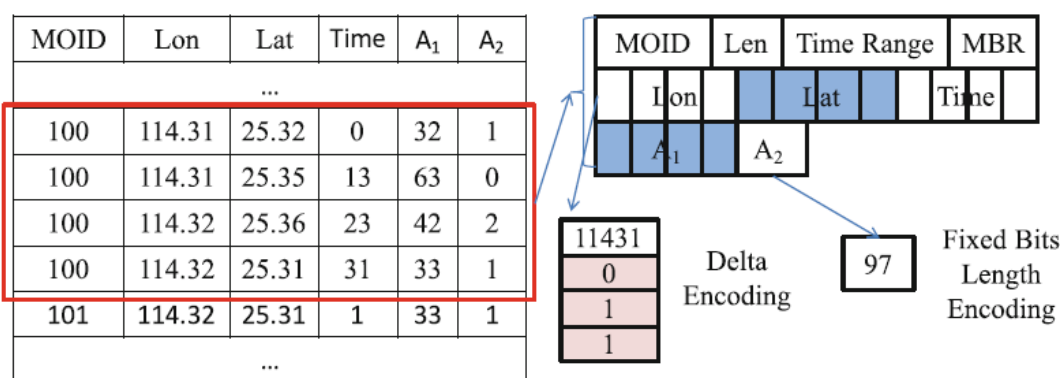 MOID Lon Lat Time A₁ A₂
...
100 114.31 25.32 0 32 1
100 114.31 25.35 13 63 0
100 114.32 25.36 23 42 2
100 114.32 25.31 31 33 1
101 114.32 25.31 1 33 1
...
MOID Len Time Range MBR
Lon Lat Time
A₁ A₂
11431
0
1
1
Delta
Encoding
97
Fixed Bits
Length
Encoding